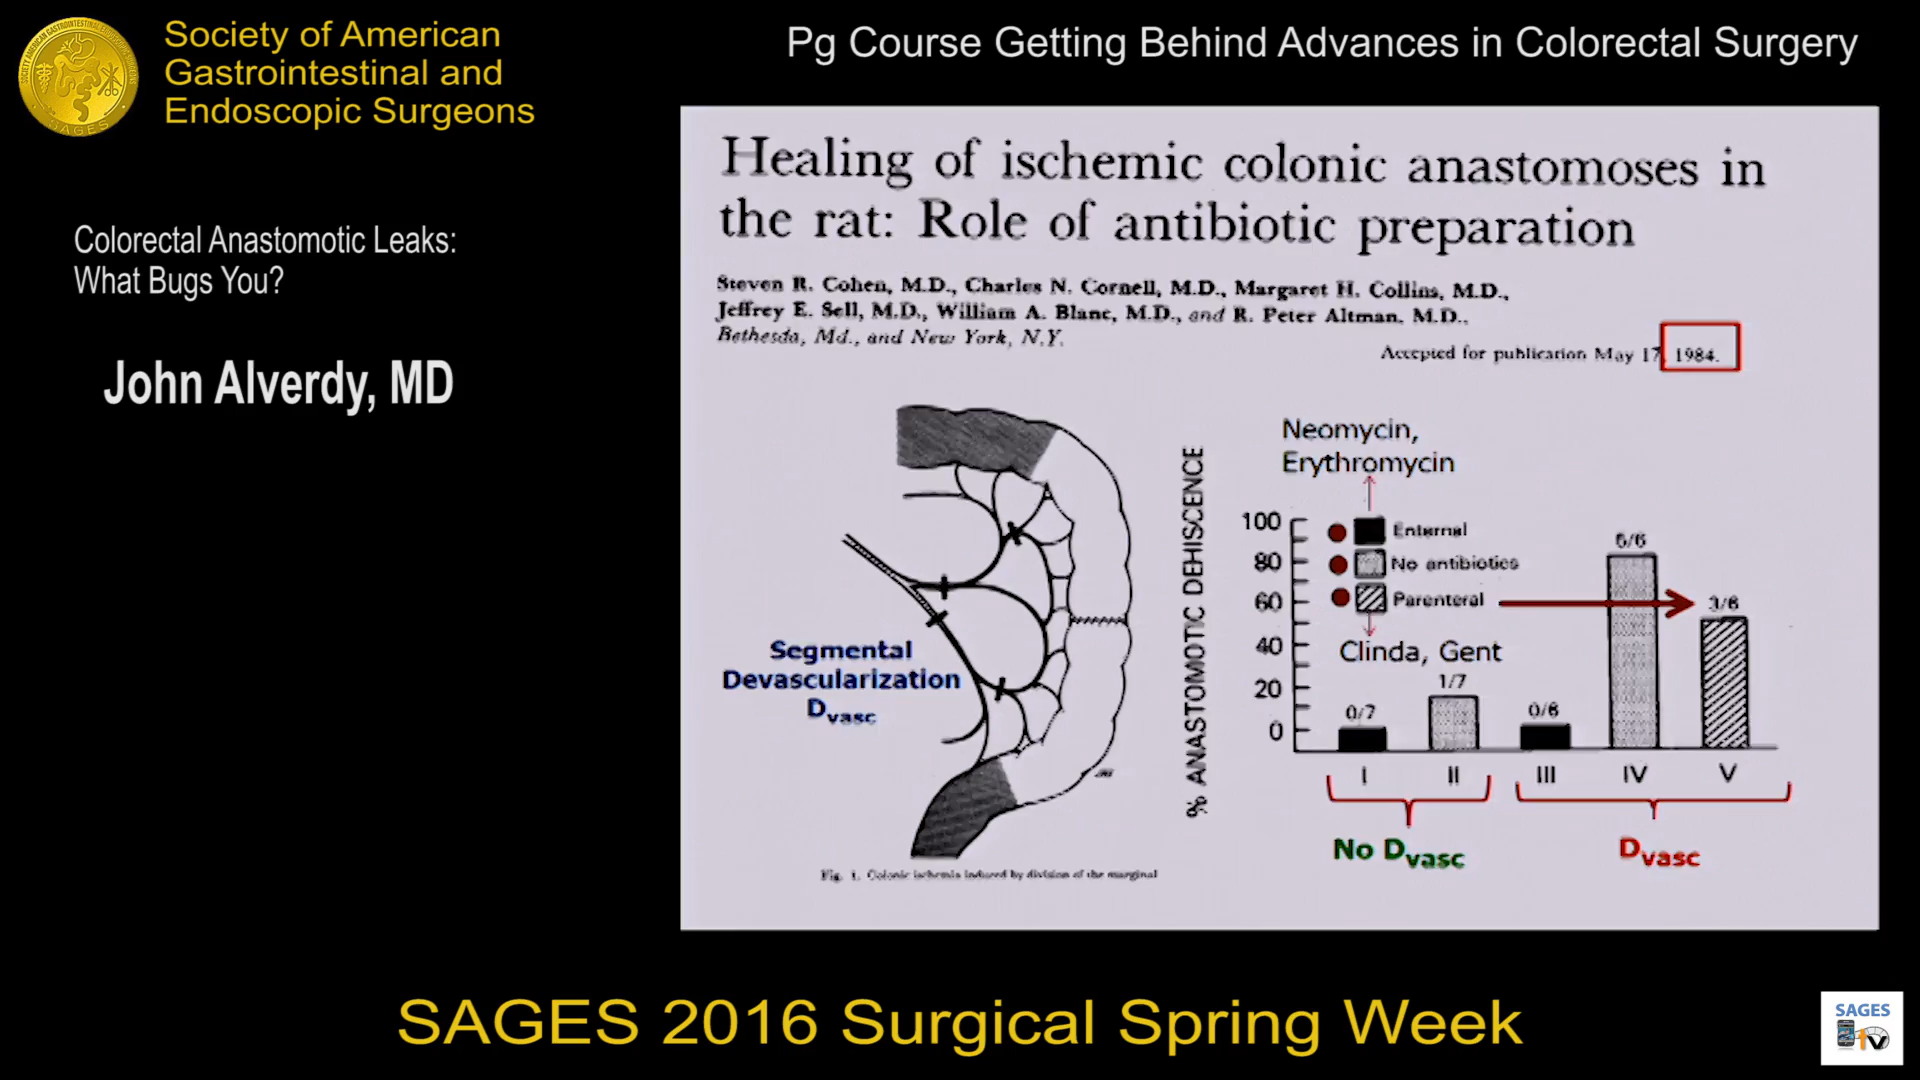 Society of American
Gastrointestinal and
Endoscopic Surgeons
SAGES
Pg Course Getting Behind Advances in Colorectal Surgery
Colorectal Anastomotic Leaks:
What Bugs You?
John Alverdy, MD
Healing of ischemic colonic anastomoses in
the rat: Role of antibiotic preparation
Steven R. Cohen, M.D., Charles N. Cornell, M.D., Margaret H. Collins, M.D.,
Jeffrey E. Sell, M.D., William A. Blanc, M.D., and R. Peter Altman, M.D.,
Bethesda, Md., and New York, N.Y.
Accepted for publication May 17, 1984.
Segmental
Devascularization
Dvasc
Fig. 1. Colonic ischemia induced by division of the marginal
% ANASTOMOTIC DEHISCENCE
Neomycin,
Erythromycin
100
80
60
40
20
0
Enternal
No antibiotics
Parenteral
Clinda, Gent
0/7
1/7
0/6
5/6
3/6
I II III IV V
No Dvasc
Dvasc
SAGES 2016 Surgical Spring Week
SAGES
tv